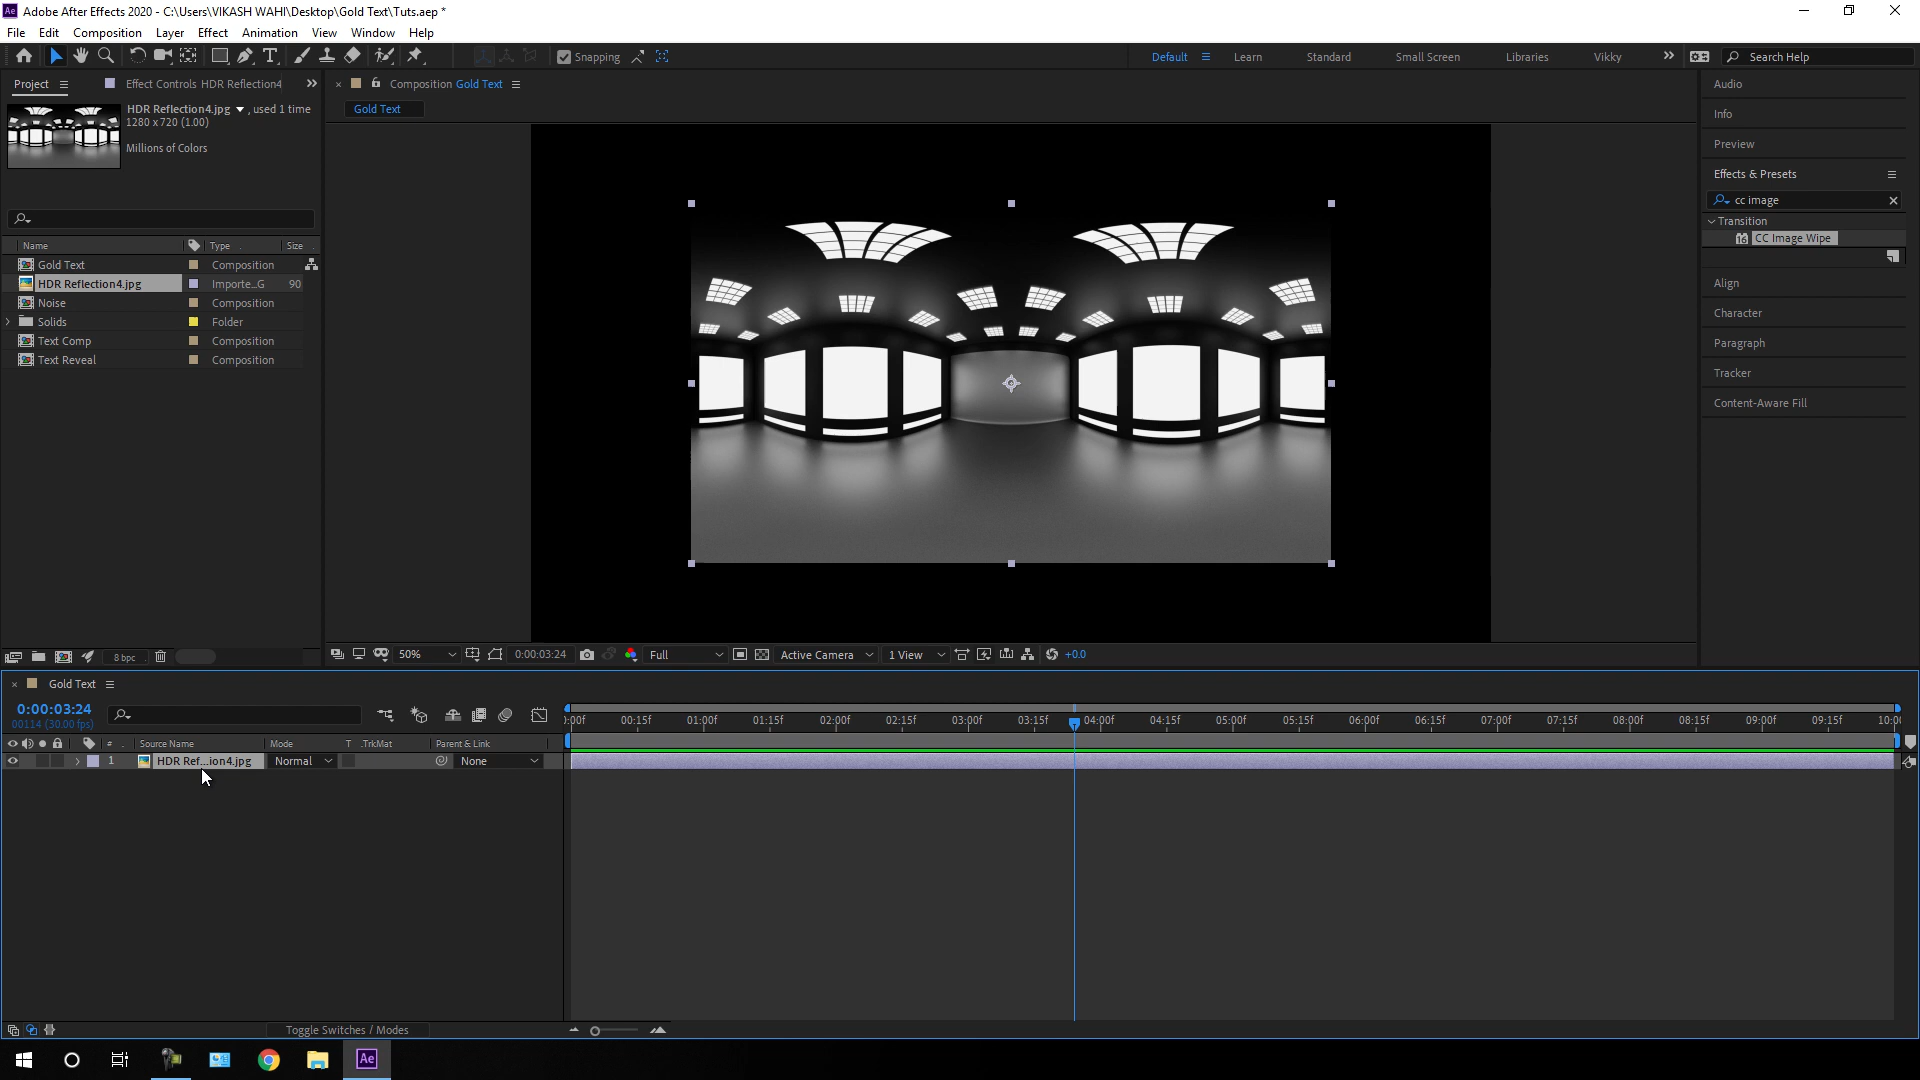 Adobe After Effects 2020 - C:\Users\VIKASH WAHI\Desktop\Gold Text\Tuts.aep *
File Edit Composition Layer Effect Animation View Window Help
Snapping Default Learn Standard Small Screen Libraries Vikky Search Help
Project Effect Controls HDR Reflection4 Composition Gold Text
Gold Text
HDR Reflection4.jpg , used 1 time
1280 x 720 (1.00)
Millions of Colors
Name Type Size
Gold Text Composition
HDR Reflection4.jpg Importe...G 90
Noise Composition
Solids Folder
Text Comp Composition
Text Reveal Composition
8 bpc
50% 0:00:03:24 Full Active Camera 1 View +0.0
Audio
Info
Preview
Effects & Presets
cc image
Transition
16 CC Image Wipe
Align
Character
Paragraph
Tracker
Content-Aware Fill
Gold Text
0:00:03:24
00114 (30.00 fps)
:00f 00:15f 01:00f 01:15f 02:00f 02:15f 03:00f 03:15f 04:00f 04:15f 05:00f 05:15f 06:00f 06:15f 07:00f 07:15f 08:00f 08:15f 09:00f 09:15f 10:0
# Source Name Mode T .TrkMat Parent & Link
1 HDR Ref...ion4.jpg Normal None
Toggle Switches / Modes
Ae